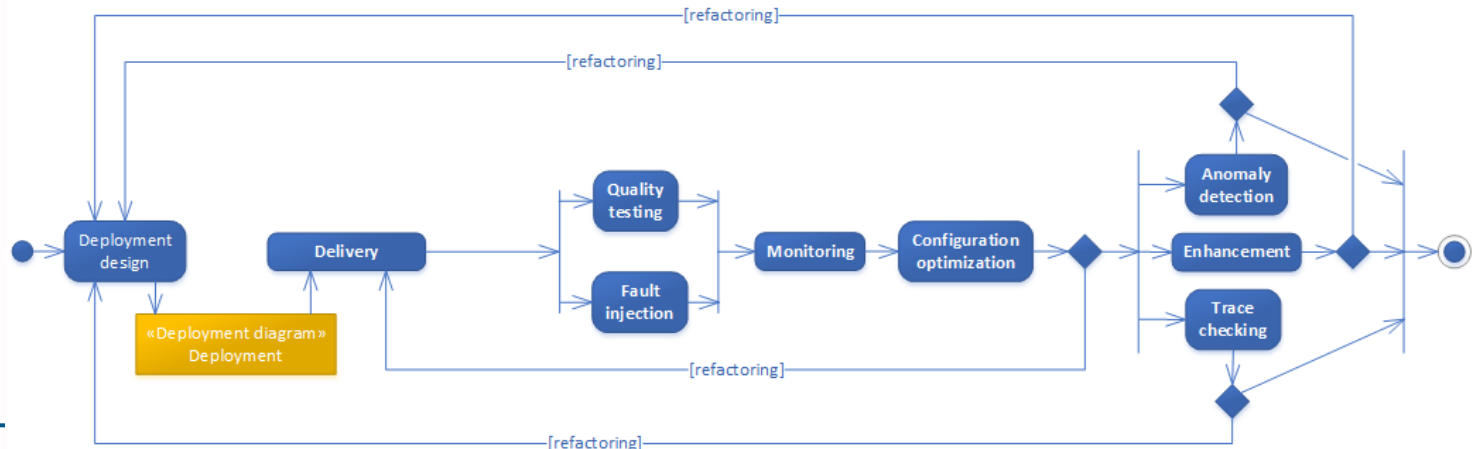 [refactoring]
[refactoring]
Deployment
design
«Deployment diagram»
Deployment
Delivery
Quality
testing
Fault
injection
Monitoring
Configuration
optimization
Anomaly
detection
Enhancement
Trace
checking
[refactoring]
[refactoring]